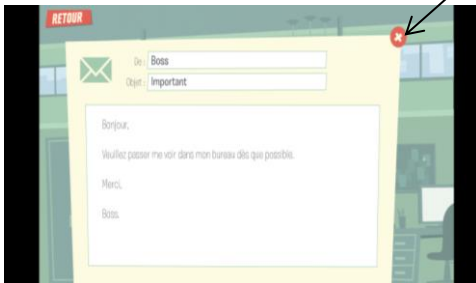 RETOUR
De : Boss
Objet : Important
Bonjour,
Veuillez passer me voir dans mon bureau dès que possible.
Merci,
Boss.